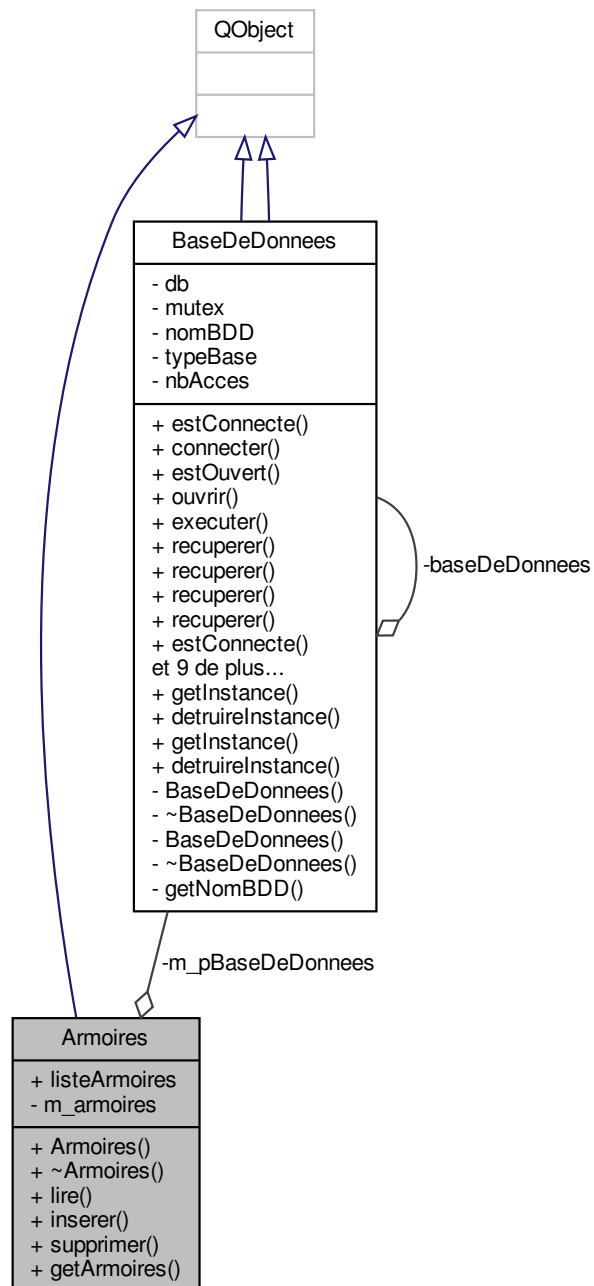 QObject
BaseDeDonnees
- db
- mutex
- nomBDD
- typeBase
- nbAcces
+ estConnecte()
+ connecter()
+ estOuvert()
+ ouvrir()
+ executer()
+ recuperer()
+ recuperer()
+ recuperer()
+ recuperer()
+ estConnecte()
et 9 de plus...
+ getInstance()
+ detruireInstance()
+ getInstance()
+ detruireInstance()
- BaseDeDonnees()
- ~BaseDeDonnees()
- BaseDeDonnees()
- ~BaseDeDonnees()
- getNomBDD()
-baseDeDonnees
-m_pBaseDeDonnees
Armoires
+ listeArmoires
- m_armoires
+ Armoires()
+ ~Armoires()
+ lire()
+ inserer()
+ supprimer()
+ getArmoires()